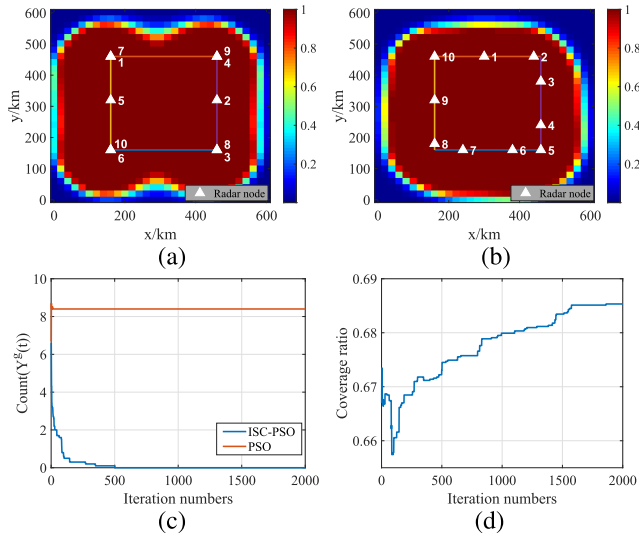 600
500
400
300
200
100
0
y/km
0 200 400 600
x/km
1
0.8
0.6
0.4
0.2
7
1
9
4
5
2
10
6
8
3
Radar node
(a)
600
500
400
300
200
100
0
y/km
0 200 400 600
x/km
1
0.8
0.6
0.4
0.2
10 1 2
3
9
4
8
7 6 5
Radar node
(b)
10
8
6
4
2
0
Count(Y^g(t))
ISC-PSO
PSO
0 500 1000 1500 2000
Iteration numbers
(c)
0.69
0.68
0.67
0.66
Coverage ratio
0 500 1000 1500 2000
Iteration numbers
(d)